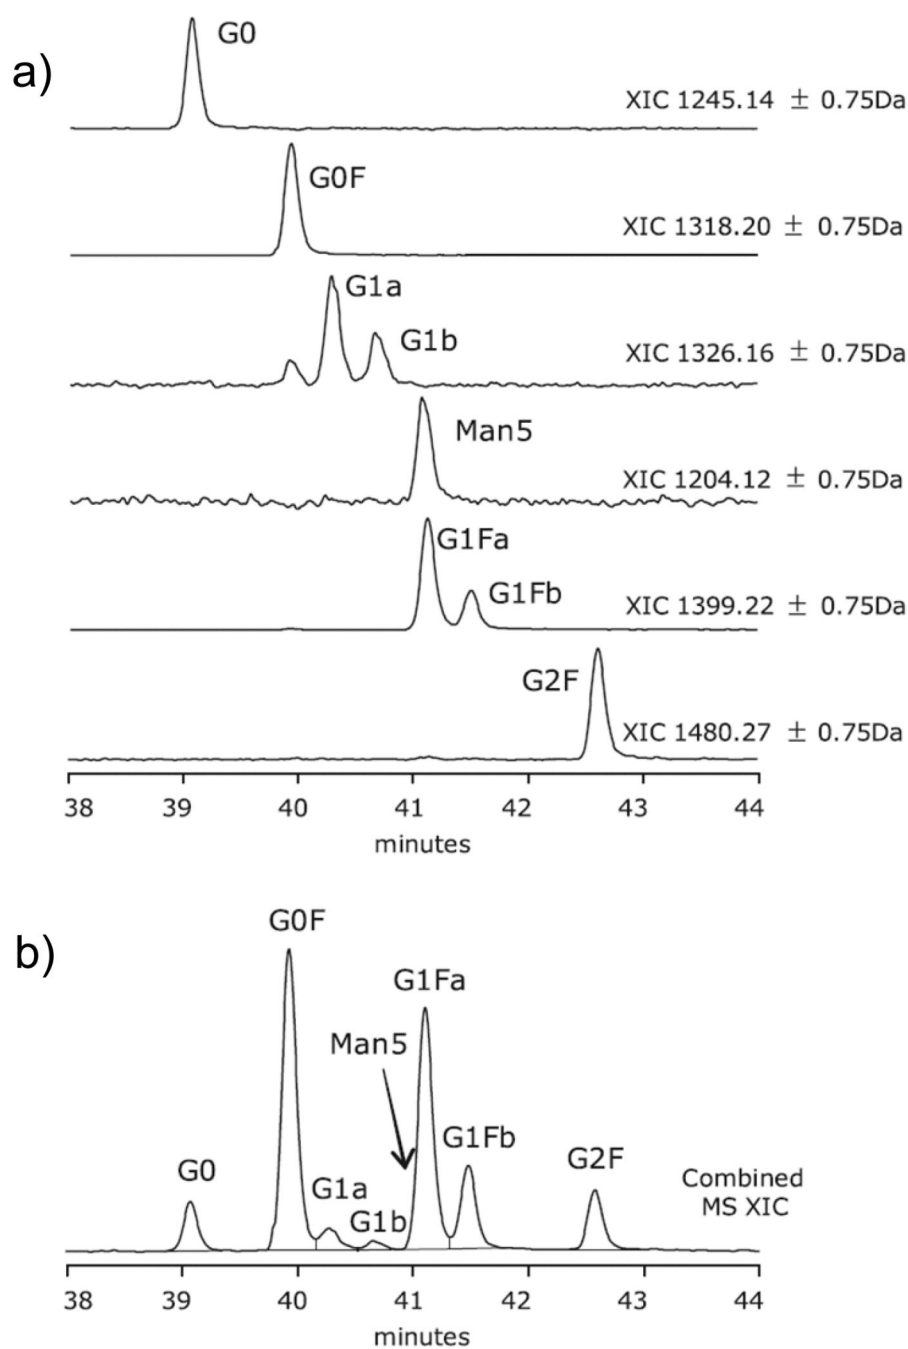 a)
G0
XIC 1245.14 ± 0.75Da
G0F
XIC 1318.20 ± 0.75Da
G1a
G1b
XIC 1326.16 ± 0.75Da
Man5
XIC 1204.12 ± 0.75Da
G1Fa
G1Fb
XIC 1399.22 ± 0.75Da
G2F
XIC 1480.27 ± 0.75Da
38 39 40 41 42 43 44
minutes
b)
G0F
G1Fa
Man5
G1Fb
G0
G2F
G1a
G1b
Combined
MS XIC
38 39 40 41 42 43 44
minutes